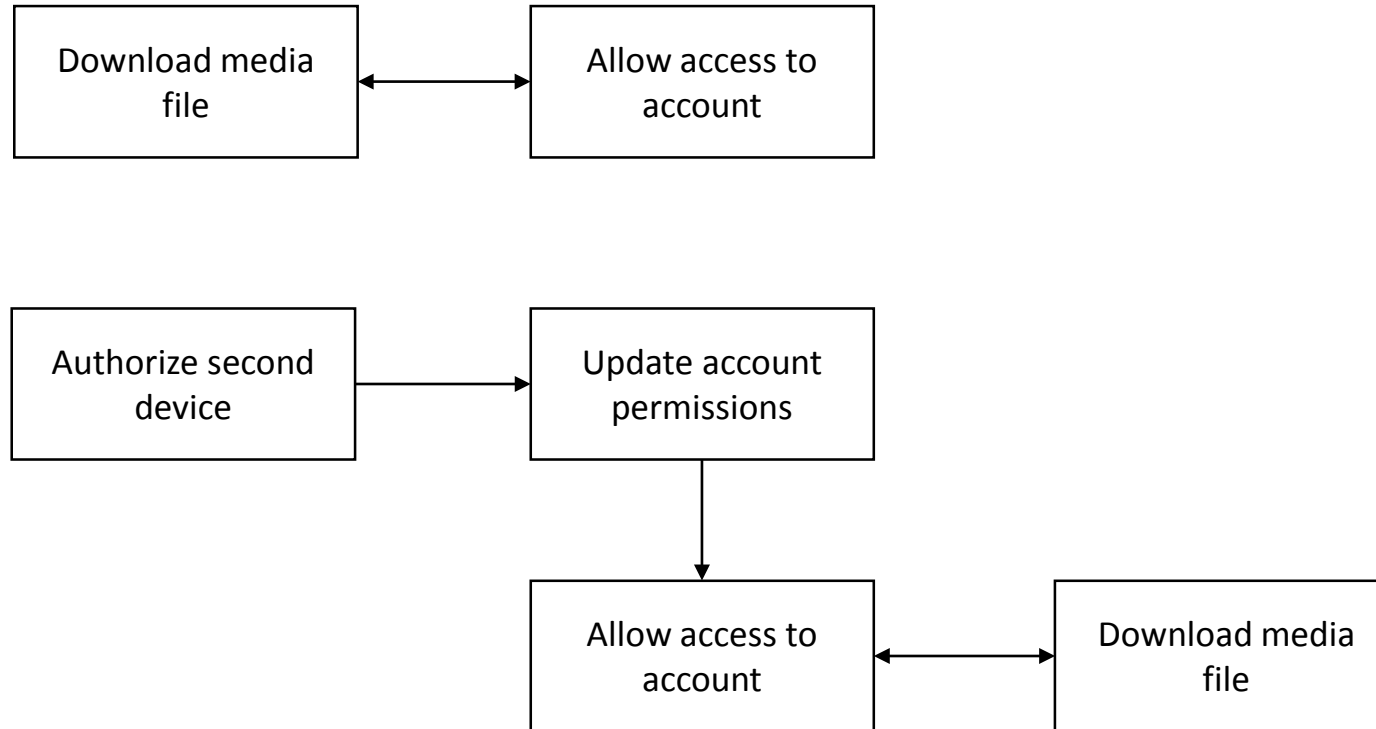 Download media
file
Allow access to
account
Authorize second
device
Update account
permissions
Allow access to
account
Download media
file